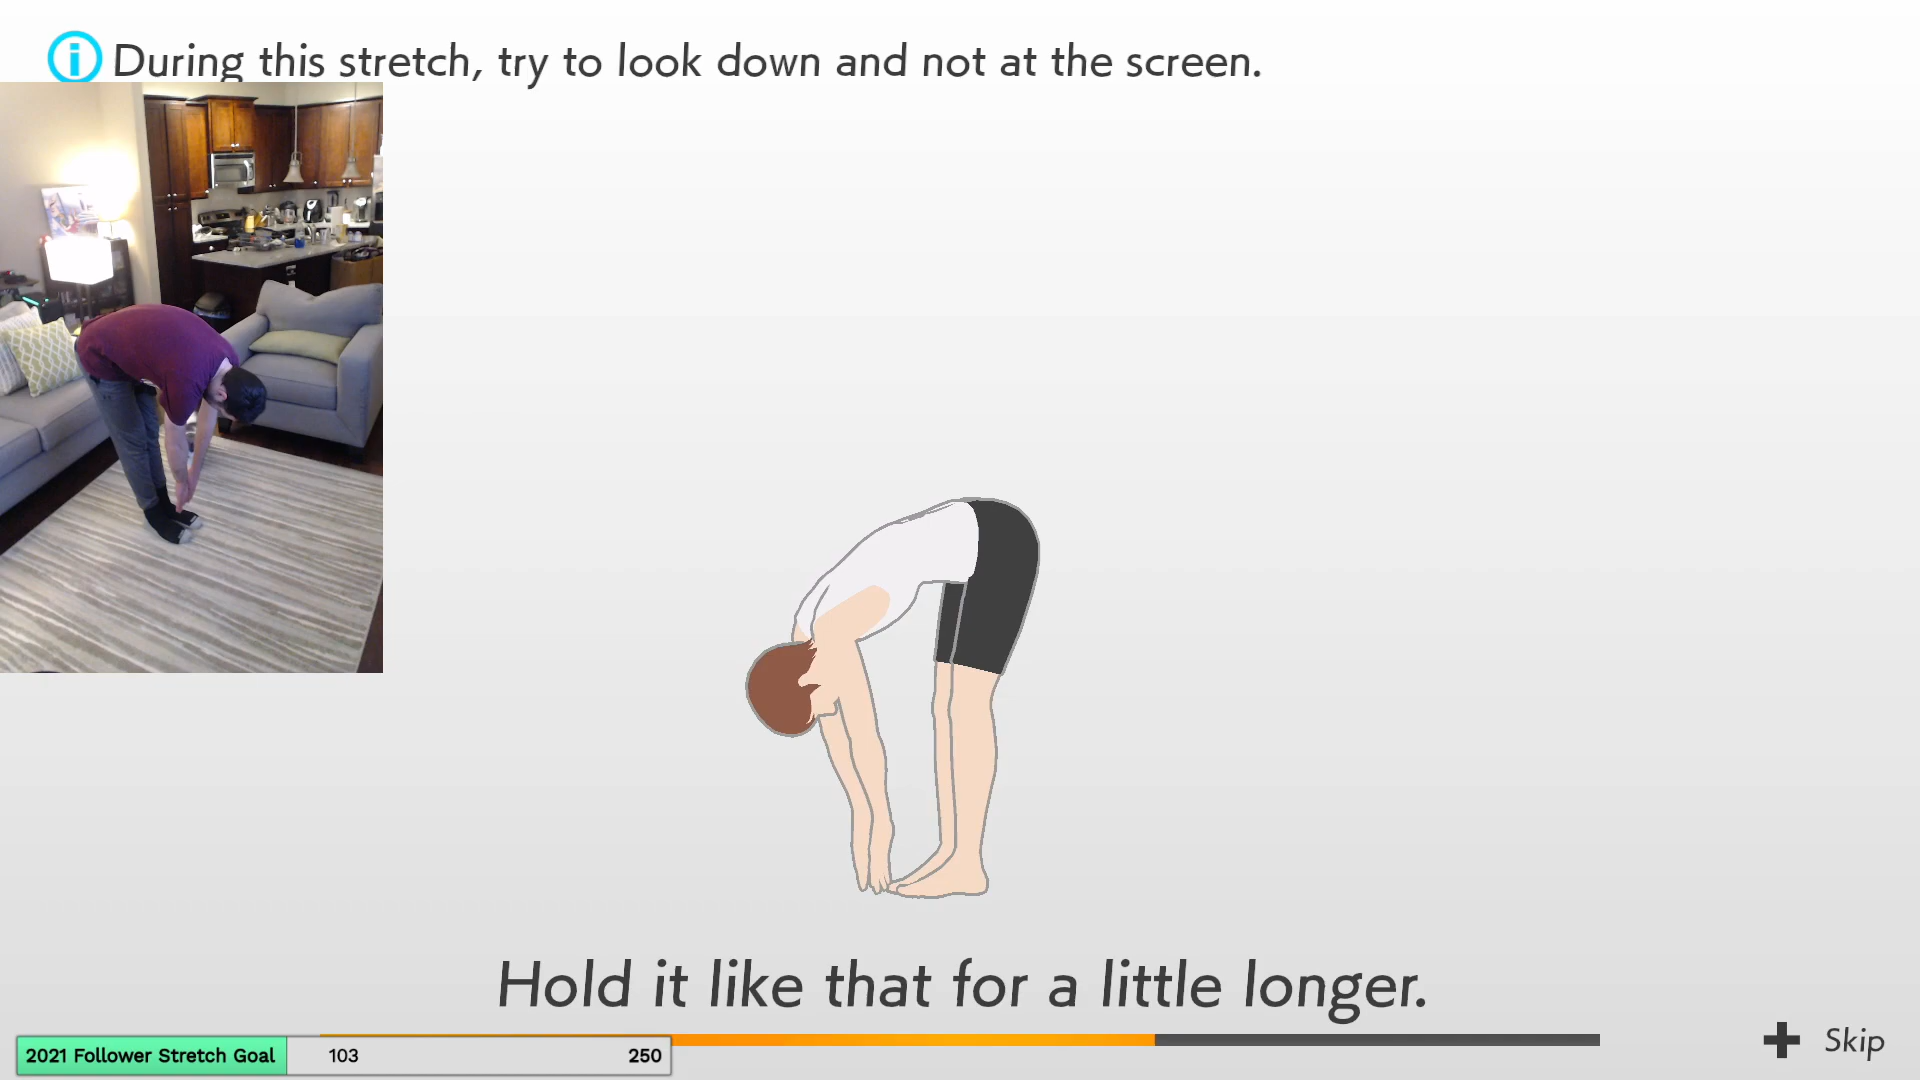 During this stretch, try to look down and not at the screen.
Hold it like that for a little longer.
2021 Follower Stretch Goal 103 250
Skip